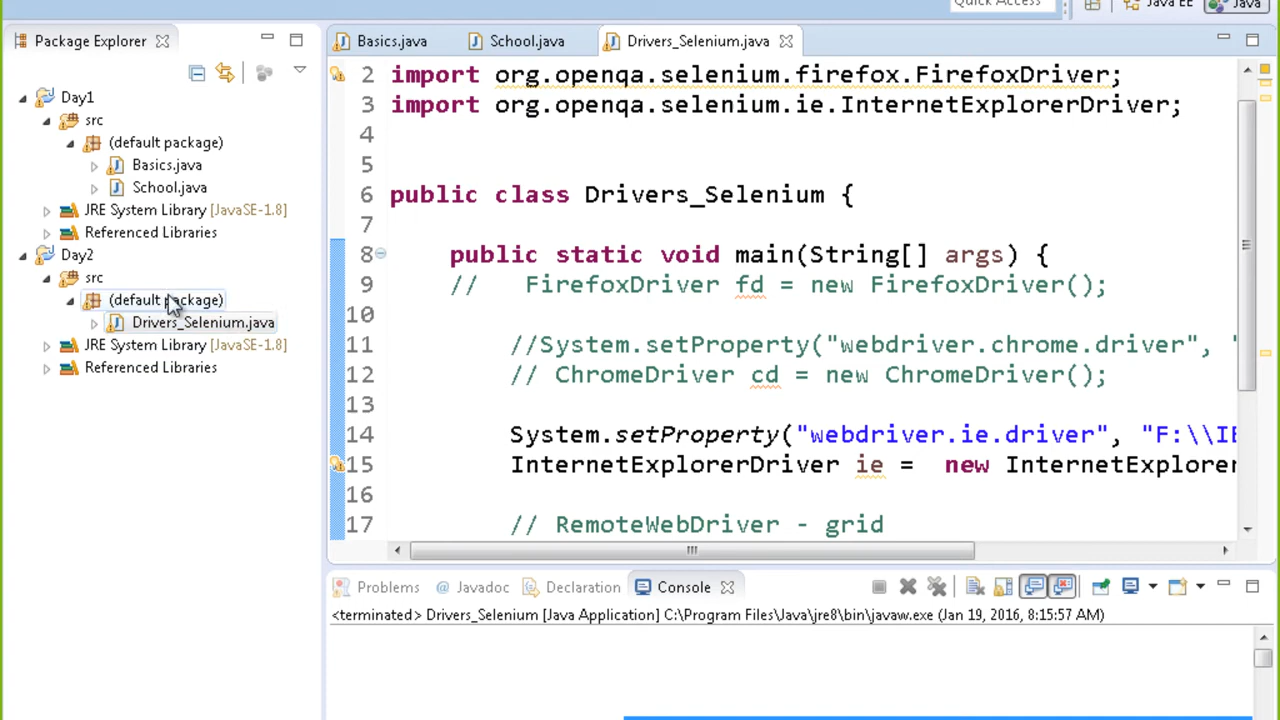 Quick Access
Java EE
Java
Package Explorer
Day1
src
(default package)
Basics.java
School.java
JRE System Library [JavaSE-1.8]
Referenced Libraries
Day2
src
(default package)
Drivers_Selenium.java
JRE System Library [JavaSE-1.8]
Referenced Libraries
Basics.java
School.java
Drivers_Selenium.java
2 import org.openqa.selenium.firefox.FirefoxDriver;
3 import org.openqa.selenium.ie.InternetExplorerDriver;
4
5
6 public class Drivers_Selenium {
7
8 public static void main(String[] args) {
9 // FirefoxDriver fd = new FirefoxDriver();
10
11 //System.setProperty("webdriver.chrome.driver", "
12 // ChromeDriver cd = new ChromeDriver();
13
14 System.setProperty("webdriver.ie.driver", "F:\\IE
15 InternetExplorerDriver ie = new InternetExplorer
16
17 // RemoteWebDriver - grid
Problems
@ Javadoc
Declaration
Console
<terminated> Drivers_Selenium [Java Application] C:\Program Files\Java\jre8\bin\javaw.exe (Jan 19, 2016, 8:15:57 AM)